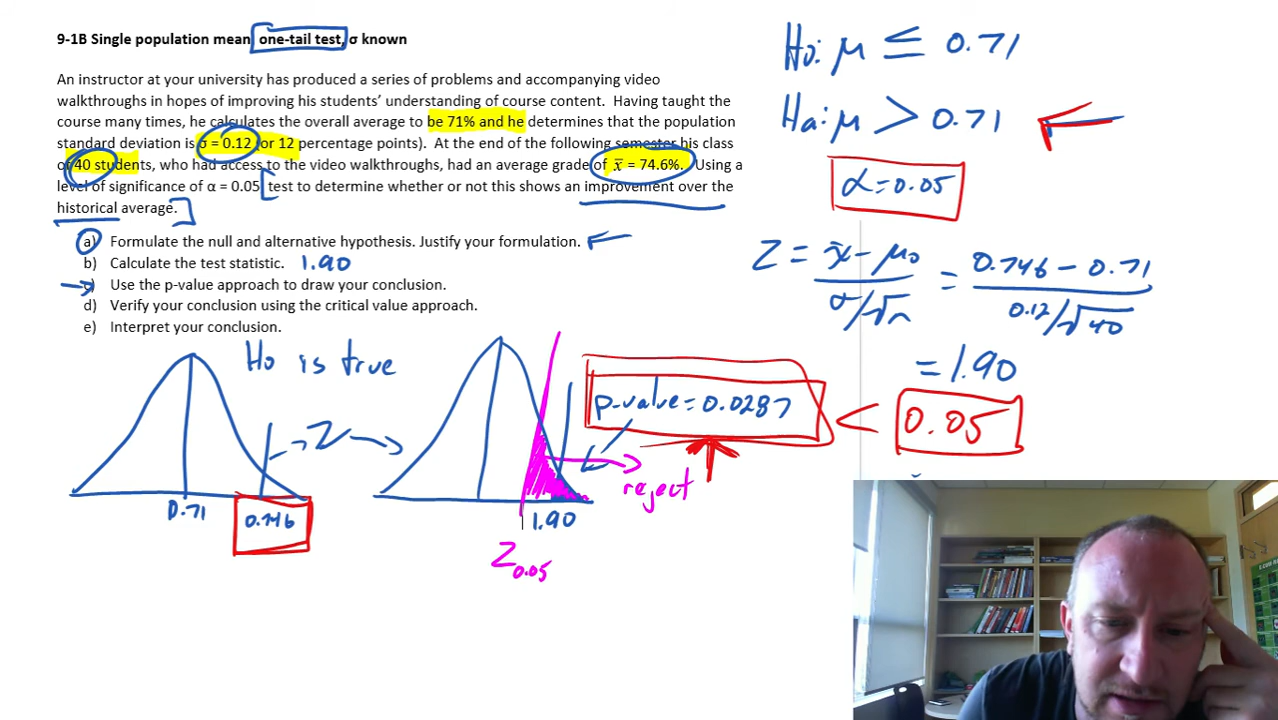 9-1B Single population mean one-tail test, σ known
An instructor at your university has produced a series of problems and accompanying video
walkthroughs in hopes of improving his students' understanding of course content. Having taught the
course many times, he calculates the overall average to be 71% and he determines that the population
standard deviation is σ = 0.12 (or 12 percentage points). At the end of the following semester his class
of 40 students, who had access to the video walkthroughs, had an average grade of x̄ = 74.6%. Using a
level of significance of α = 0.05 test to determine whether or not this shows an improvement over the
historical average.
a) Formulate the null and alternative hypothesis. Justify your formulation.
b) Calculate the test statistic. 1.90
c) Use the p-value approach to draw your conclusion.
d) Verify your conclusion using the critical value approach.
e) Interpret your conclusion.
Ho: μ ≤ 0.71
Ha: μ > 0.71
α = 0.05
Z = x̄ - μ0 / σ/√n = 0.746 - 0.71 / 0.12/√40
= 1.90
Ho is true
p-value = 0.0287 < 0.05
Z
reject
0.71
0.746
1.90
Z0.05